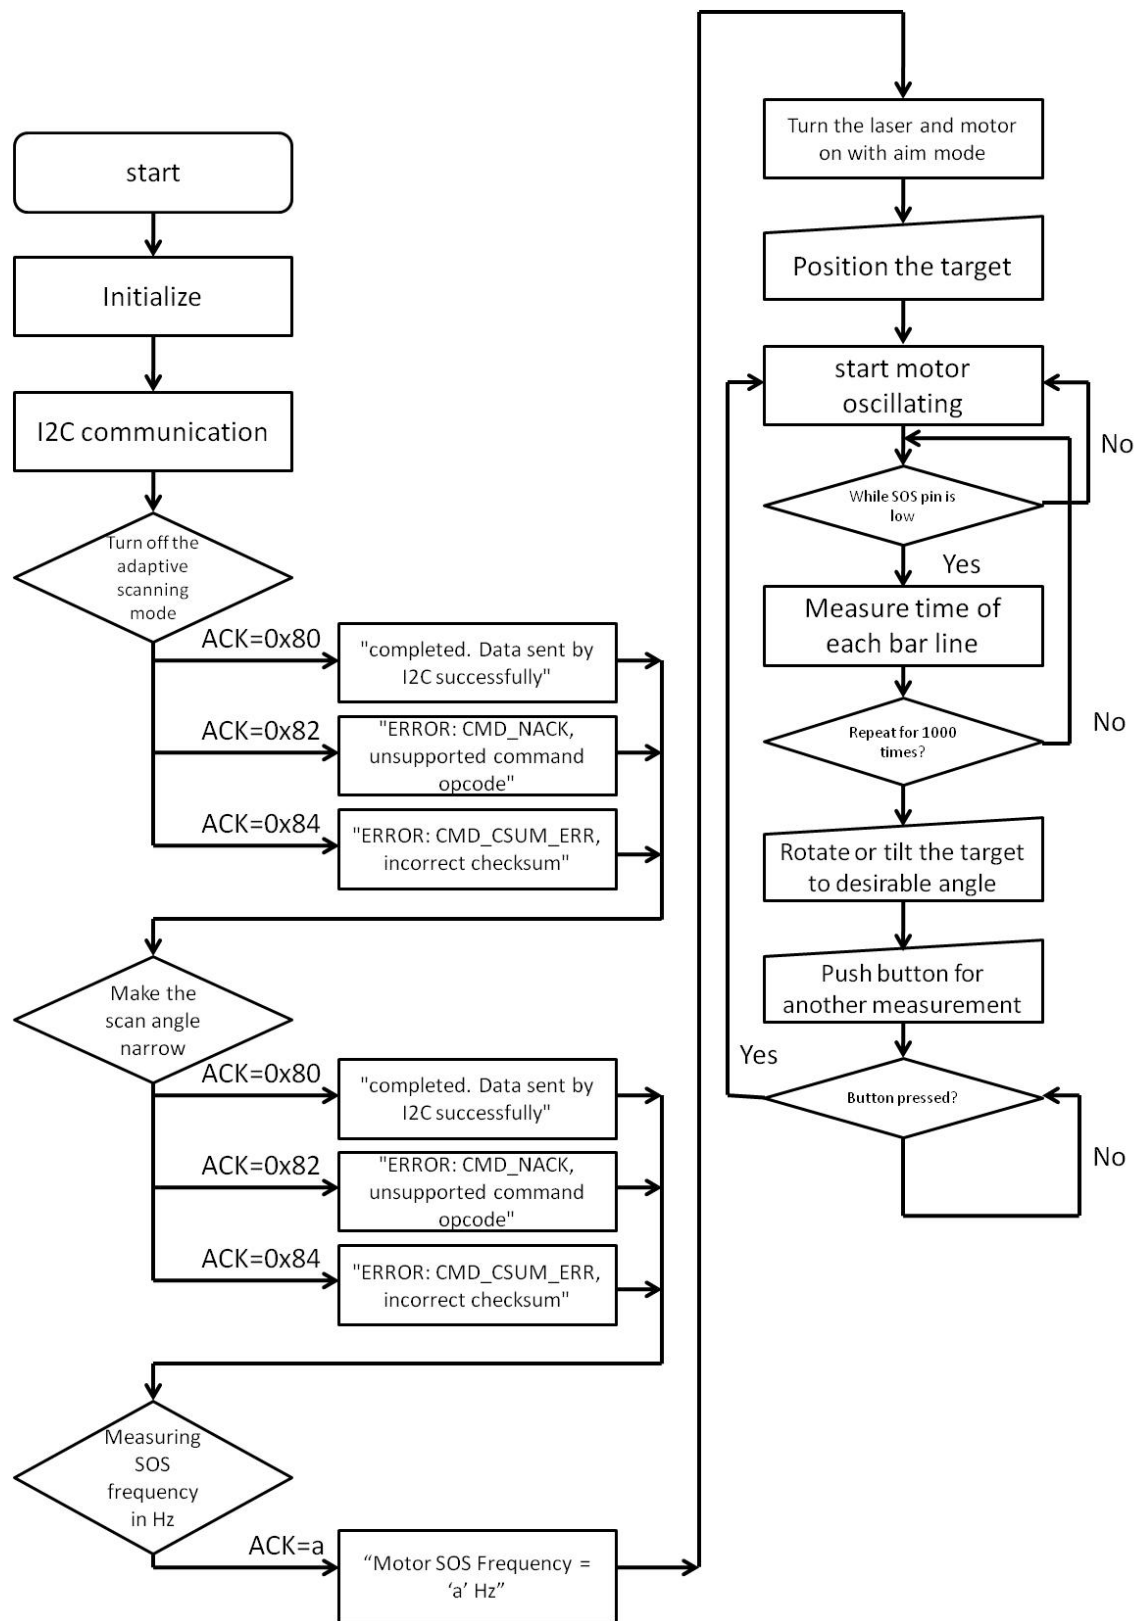 start
Initialize
I2C communication
Turn off the
adaptive
scanning
mode
ACK=0x80
"completed. Data sent by
I2C successfully"
ACK=0x82
"ERROR: CMD_NACK,
unsupported command
opcode"
ACK=0x84
"ERROR: CMD_CSUM_ERR,
incorrect checksum"
Make the
scan angle
narrow
ACK=0x80
"completed. Data sent by
I2C successfully"
ACK=0x82
"ERROR: CMD_NACK,
unsupported command
opcode"
ACK=0x84
"ERROR: CMD_CSUM_ERR,
incorrect checksum"
Measuring
SOS
frequency
in Hz
ACK=a
“Motor SOS Frequency =
‘a’ Hz”
Turn the laser and motor
on with aim mode
Position the target
start motor
oscillating
No
While SOS pin is
low
Yes
Measure time of
each bar line
Repeat for 1000
times?
No
Rotate or tilt the target
to desirable angle
Push button for
another measurement
Yes
Button pressed?
No